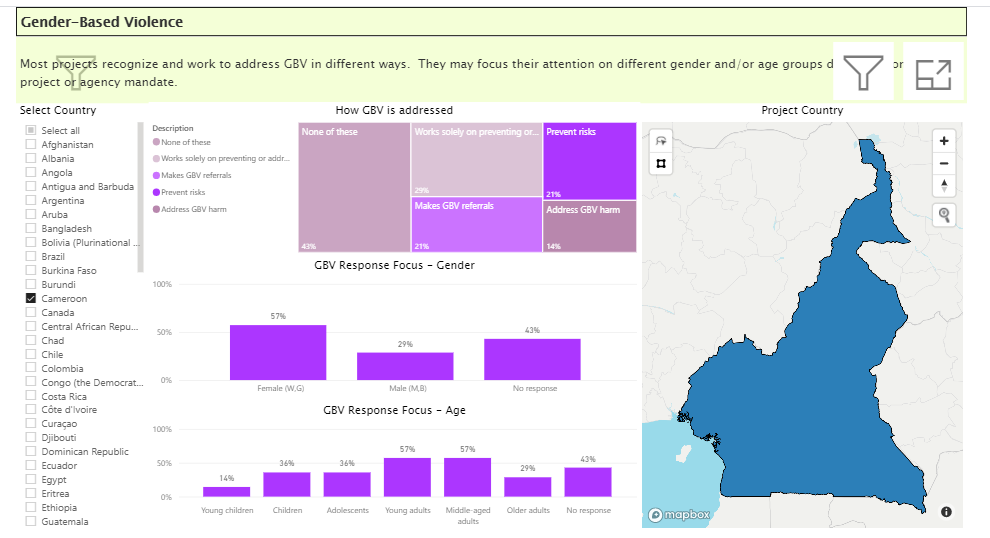 Gender-Based Violence
Most projects recognize and work to address GBV in different ways. They may focus their attention on different gender and/or age groups d
project or agency mandate.
Select Country
Select all
Afghanistan
Albania
Angola
Antigua and Barbuda
Argentina
Aruba
Bangladesh
Bolivia (Plurinational ...
Brazil
Burkina Faso
Burundi
Cameroon
Canada
Central African Repu...
Chad
Chile
Colombia
Congo (the Democrat...
Costa Rica
Côte d'Ivoire
Curaçao
Djibouti
Dominican Republic
Ecuador
Egypt
Eritrea
Ethiopia
Guatemala
How GBV is addressed
Description
None of these
Works solely on preventing or addr...
Makes GBV referrals
Prevent risks
Address GBV harm
None of these
43%
Works solely on preventing or...
29%
Makes GBV referrals
21%
Prevent risks
21%
Address GBV harm
14%
GBV Response Focus - Gender
100%
50%
0%
57%
29%
43%
Female (W,G)
Male (M,B)
No response
GBV Response Focus - Age
100%
50%
0%
14%
36%
36%
57%
57%
29%
43%
Young children
Children
Adolescents
Young adults
Middle-aged
adults
Older adults
No response
Project Country
mapbox